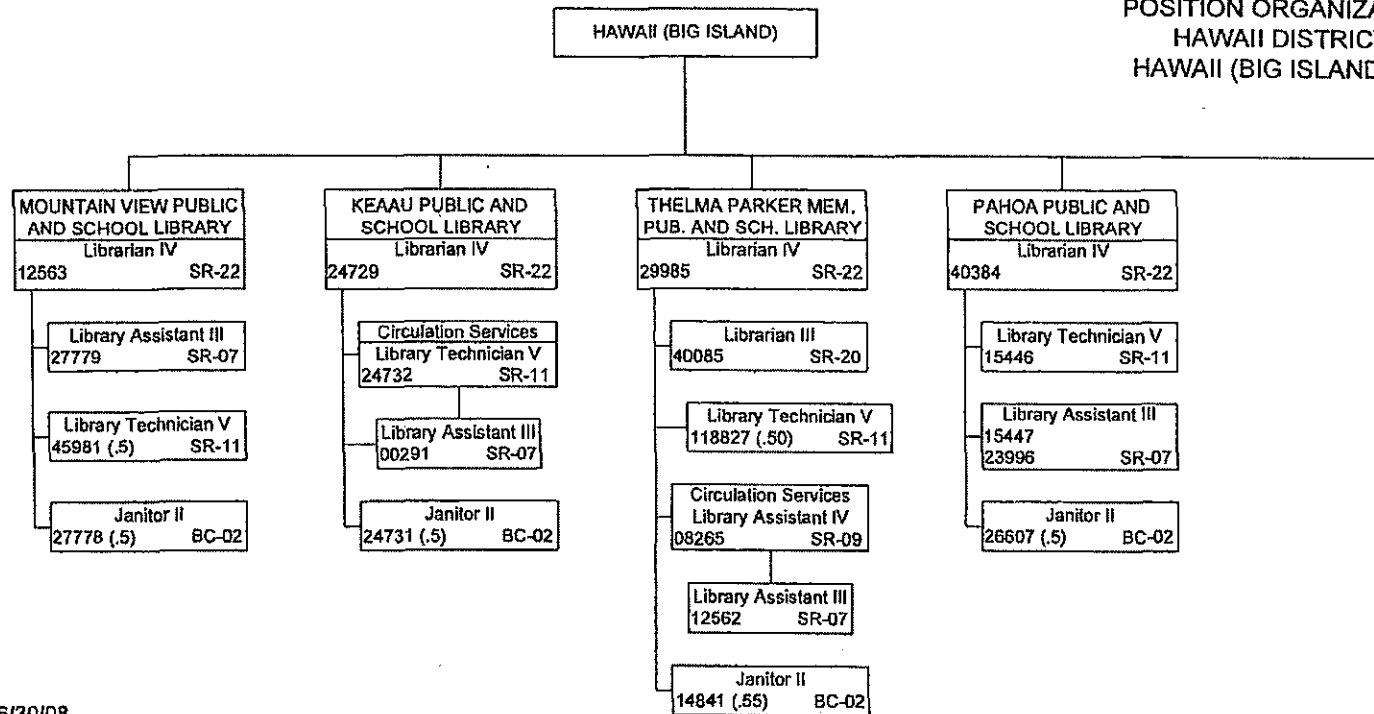 POSITION ORGANIZA
HAWAII DISTRIC
HAWAII (BIG ISLAND
HAWAII (BIG ISLAND)
MOUNTAIN VIEW PUBLIC
AND SCHOOL LIBRARY
Librarian IV
12563 SR-22
Library Assistant III
27779 SR-07
Library Technician V
45981 (.5) SR-11
Janitor II
27778 (.5) BC-02
KEAAU PUBLIC AND
SCHOOL LIBRARY
Librarian IV
24729 SR-22
Circulation Services
Library Technician V
24732 SR-11
Library Assistant III
00291 SR-07
Janitor II
24731 (.5) BC-02
THELMA PARKER MEM.
PUB. AND SCH. LIBRARY
Librarian IV
29985 SR-22
Librarian III
40085 SR-20
Library Technician V
118827 (.50) SR-11
Circulation Services
Library Assistant IV
08265 SR-09
Library Assistant III
12562 SR-07
Janitor II
14841 (.55) BC-02
PAHOA PUBLIC AND
SCHOOL LIBRARY
Librarian IV
40384 SR-22
Library Technician V
15446 SR-11
Library Assistant III
15447
23996 SR-07
Janitor II
26607 (.5) BC-02
6/30/08